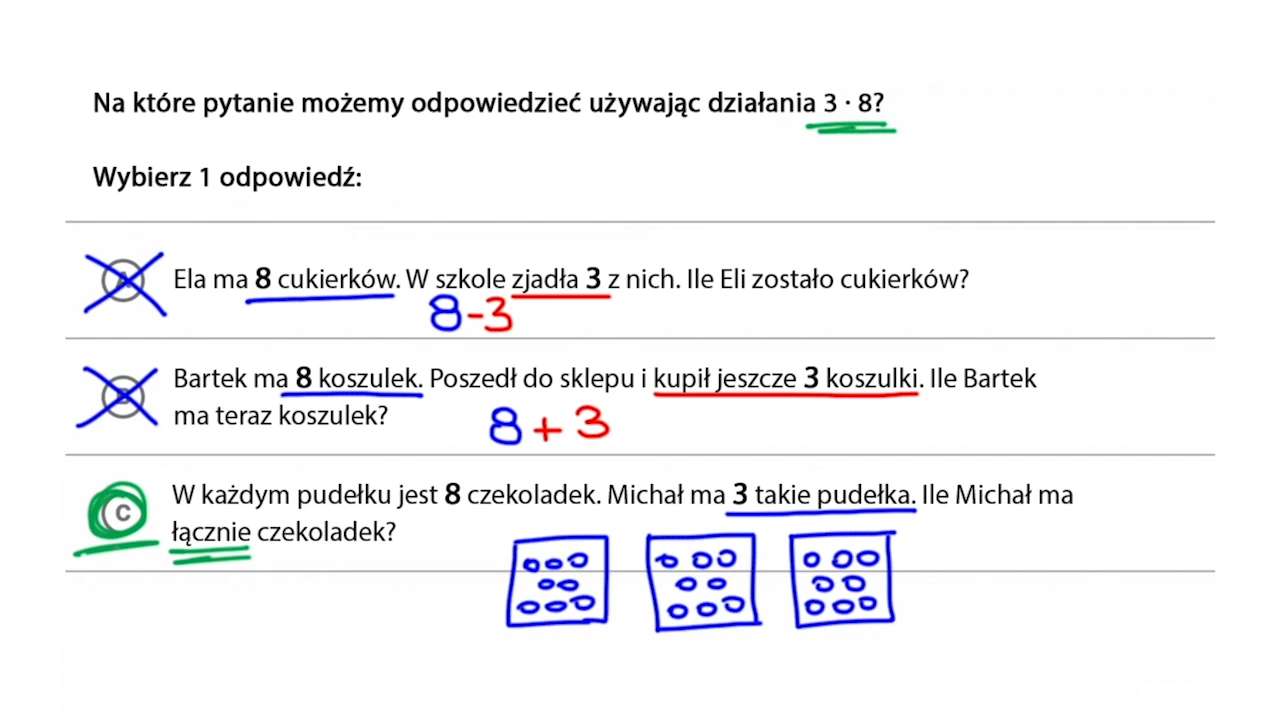 Na które pytanie możemy odpowiedzieć używając działania 3 · 8?
Wybierz 1 odpowiedź:
A Ela ma 8 cukierków. W szkole zjadła 3 z nich. Ile Eli zostało cukierków?
8-3
B Bartek ma 8 koszulek. Poszedł do sklepu i kupił jeszcze 3 koszulki. Ile Bartek
ma teraz koszulek?
8 + 3
C W każdym pudełku jest 8 czekoladek. Michał ma 3 takie pudełka. Ile Michał ma
łącznie czekoladek?